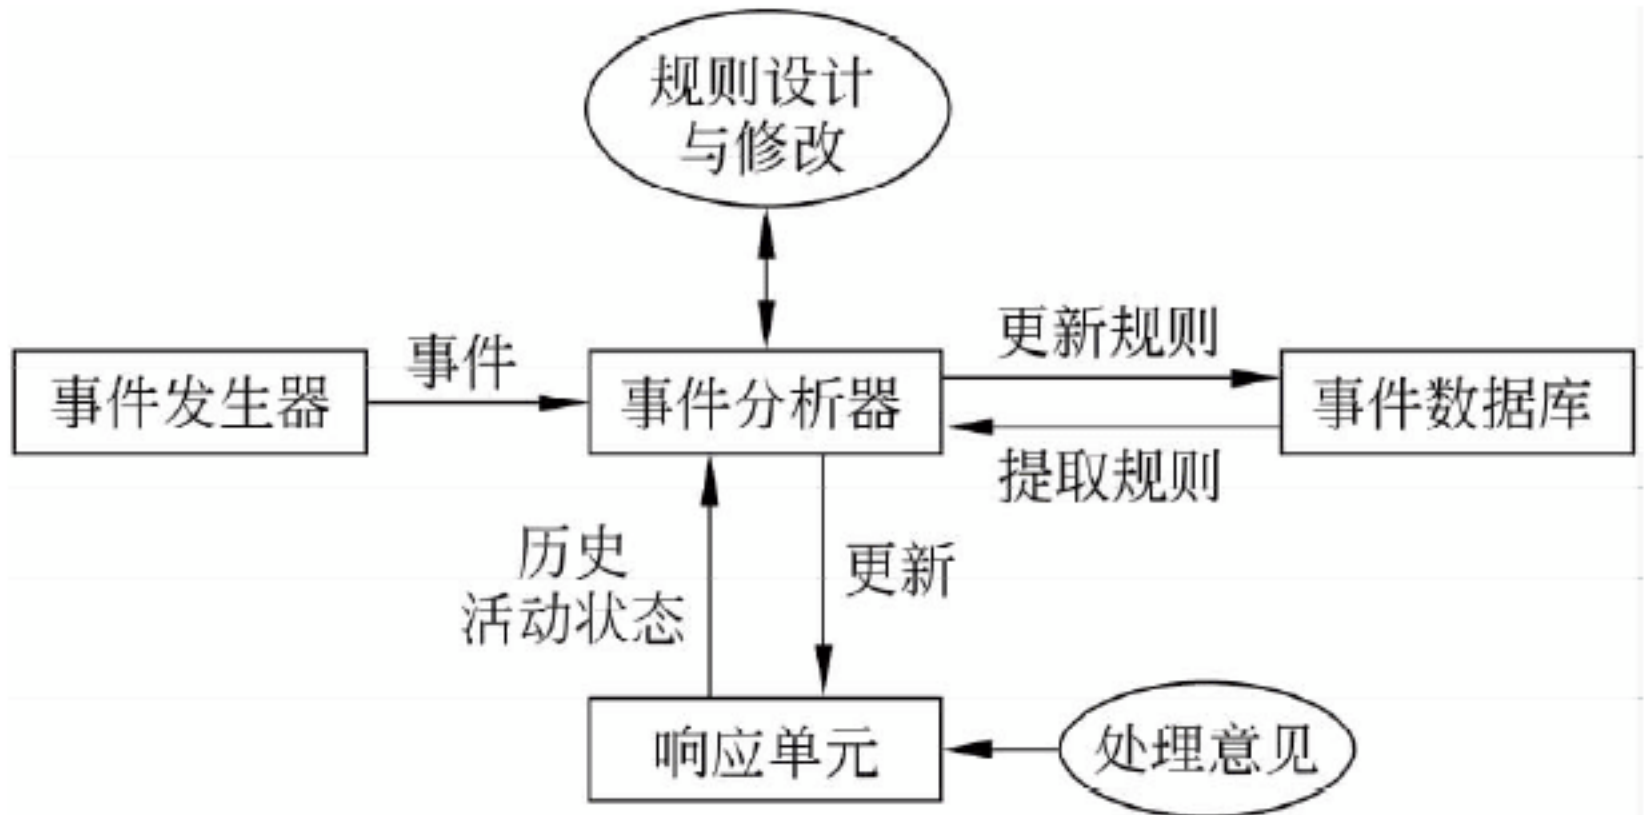 规则设计
与修改
事件发生器
事件
事件分析器
更新规则
提取规则
事件数据库
历史
活动状态
更新
响应单元
处理意见